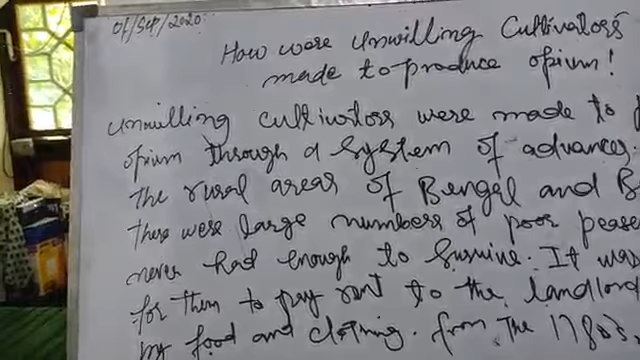 01/Sep/2020
How were Unwilling Cultivators
made to produce opium!
Unwilling cultivators were made to
opium through a system of advances.
the rural areas of Bengal and B
there were large numbers of poor pease
never had enough to survive. It was
for them to pay rent to the landlord
by food and clothing. from the 1780's